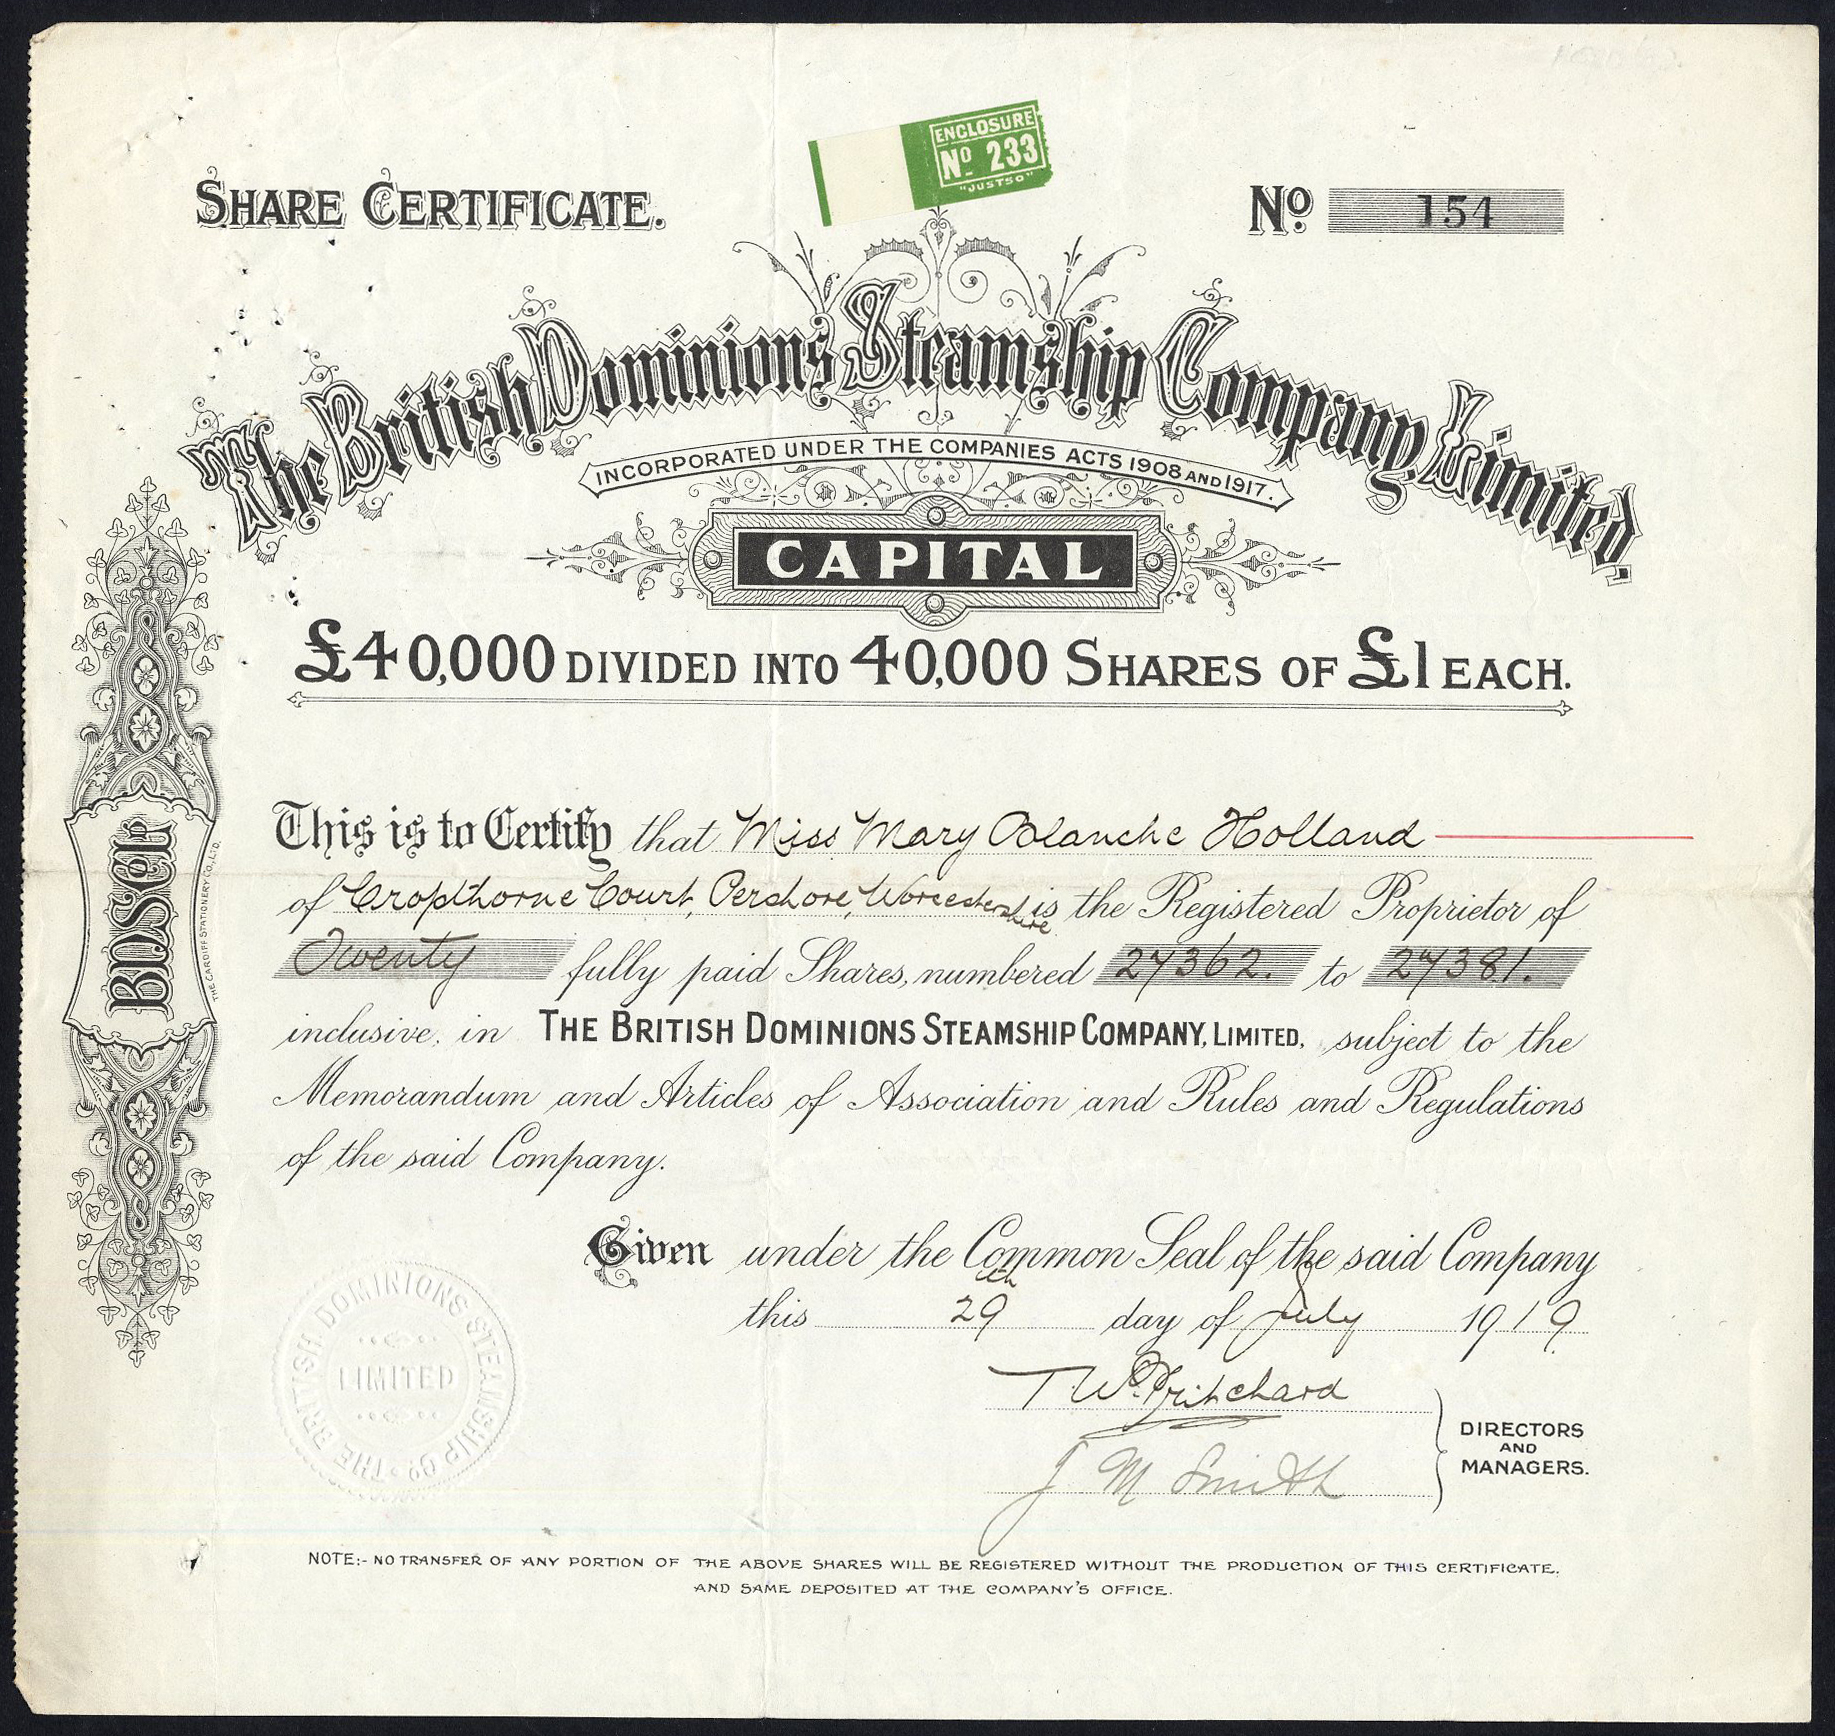 ENCLOSURE
No 233
"JUSTSO"
SHARE CERTIFICATE.
No. 154
The British Dominions Steamship Company, Limited.
INCORPORATED UNDER THE COMPANIES ACTS 1908 AND 1917.
CAPITAL
£40,000 DIVIDED INTO 40,000 SHARES OF £1 EACH.
This is to Certify that Miss Mary Blanche Holland
of Cropthorne Court, Pershore, Worcestershire is the Registered Proprietor of
Twenty fully paid Shares, numbered 27362. to 27381.
inclusive, in THE BRITISH DOMINIONS STEAMSHIP COMPANY, LIMITED, subject to the
Memorandum and Articles of Association and Rules and Regulations
of the said Company.
Given under the Common Seal of the said Company
this 29th day of July 1919.
T W Pritchard
J M Smith
DIRECTORS
AND
MANAGERS.
THE BRITISH DOMINIONS STEAMSHIP CO.
LIMITED
NOTE:- NO TRANSFER OF ANY PORTION OF THE ABOVE SHARES WILL BE REGISTERED WITHOUT THE PRODUCTION OF THIS CERTIFICATE.
AND SAME DEPOSITED AT THE COMPANY'S OFFICE.
THE CARDIFF STATIONERY CO., LTD.